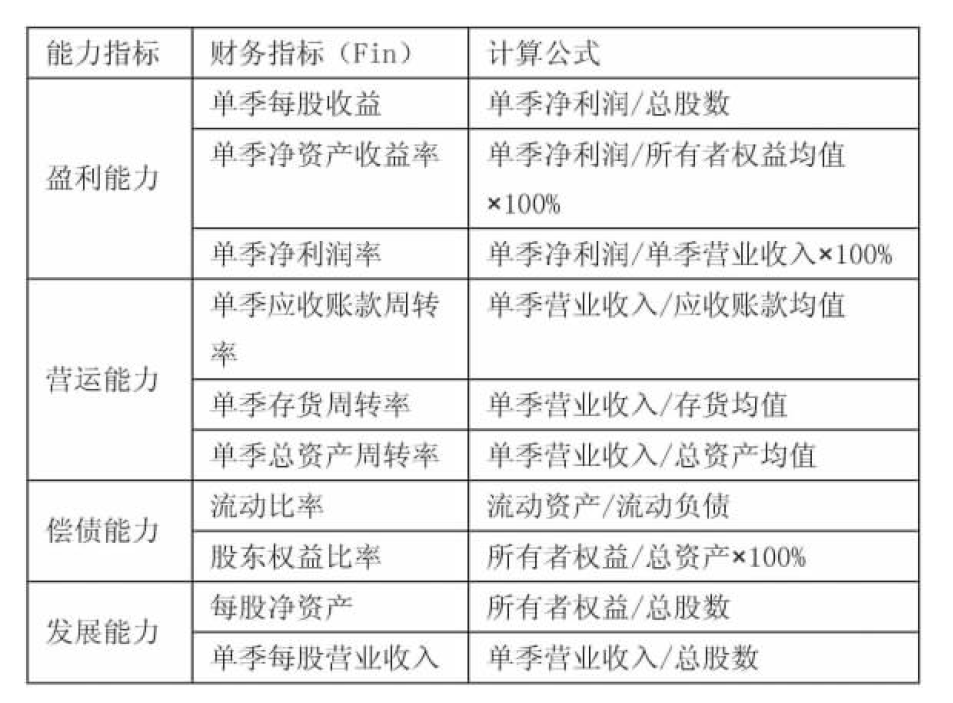 能力指标 财务指标（Fin） 计算公式
盈利能力
单季每股收益 单季净利润/总股数
单季净资产收益率 单季净利润/所有者权益均值
×100%
单季净利润率 单季净利润/单季营业收入×100%
营运能力
单季应收账款周转 单季营业收入/应收账款均值
率
单季存货周转率 单季营业收入/存货均值
单季总资产周转率 单季营业收入/总资产均值
偿债能力
流动比率 流动资产/流动负债
股东权益比率 所有者权益/总资产×100%
发展能力
每股净资产 所有者权益/总股数
单季每股营业收入 单季营业收入/总股数